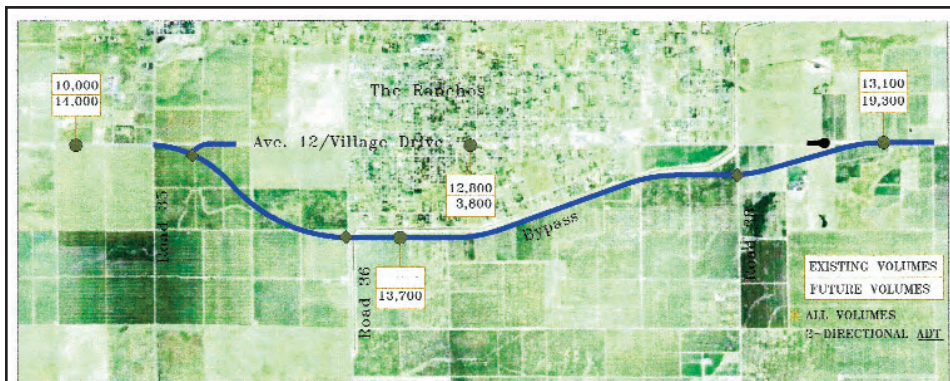 10,000
14,000
The Ranchos
13,100
19,300
Ave. 12/Village Drive
12,800
3,800
Road 35
Bypass
Road 38
Road 36
13,700
EXISTING VOLUMES
FUTURE VOLUMES
* ALL VOLUMES
2-DIRECTIONAL ADT